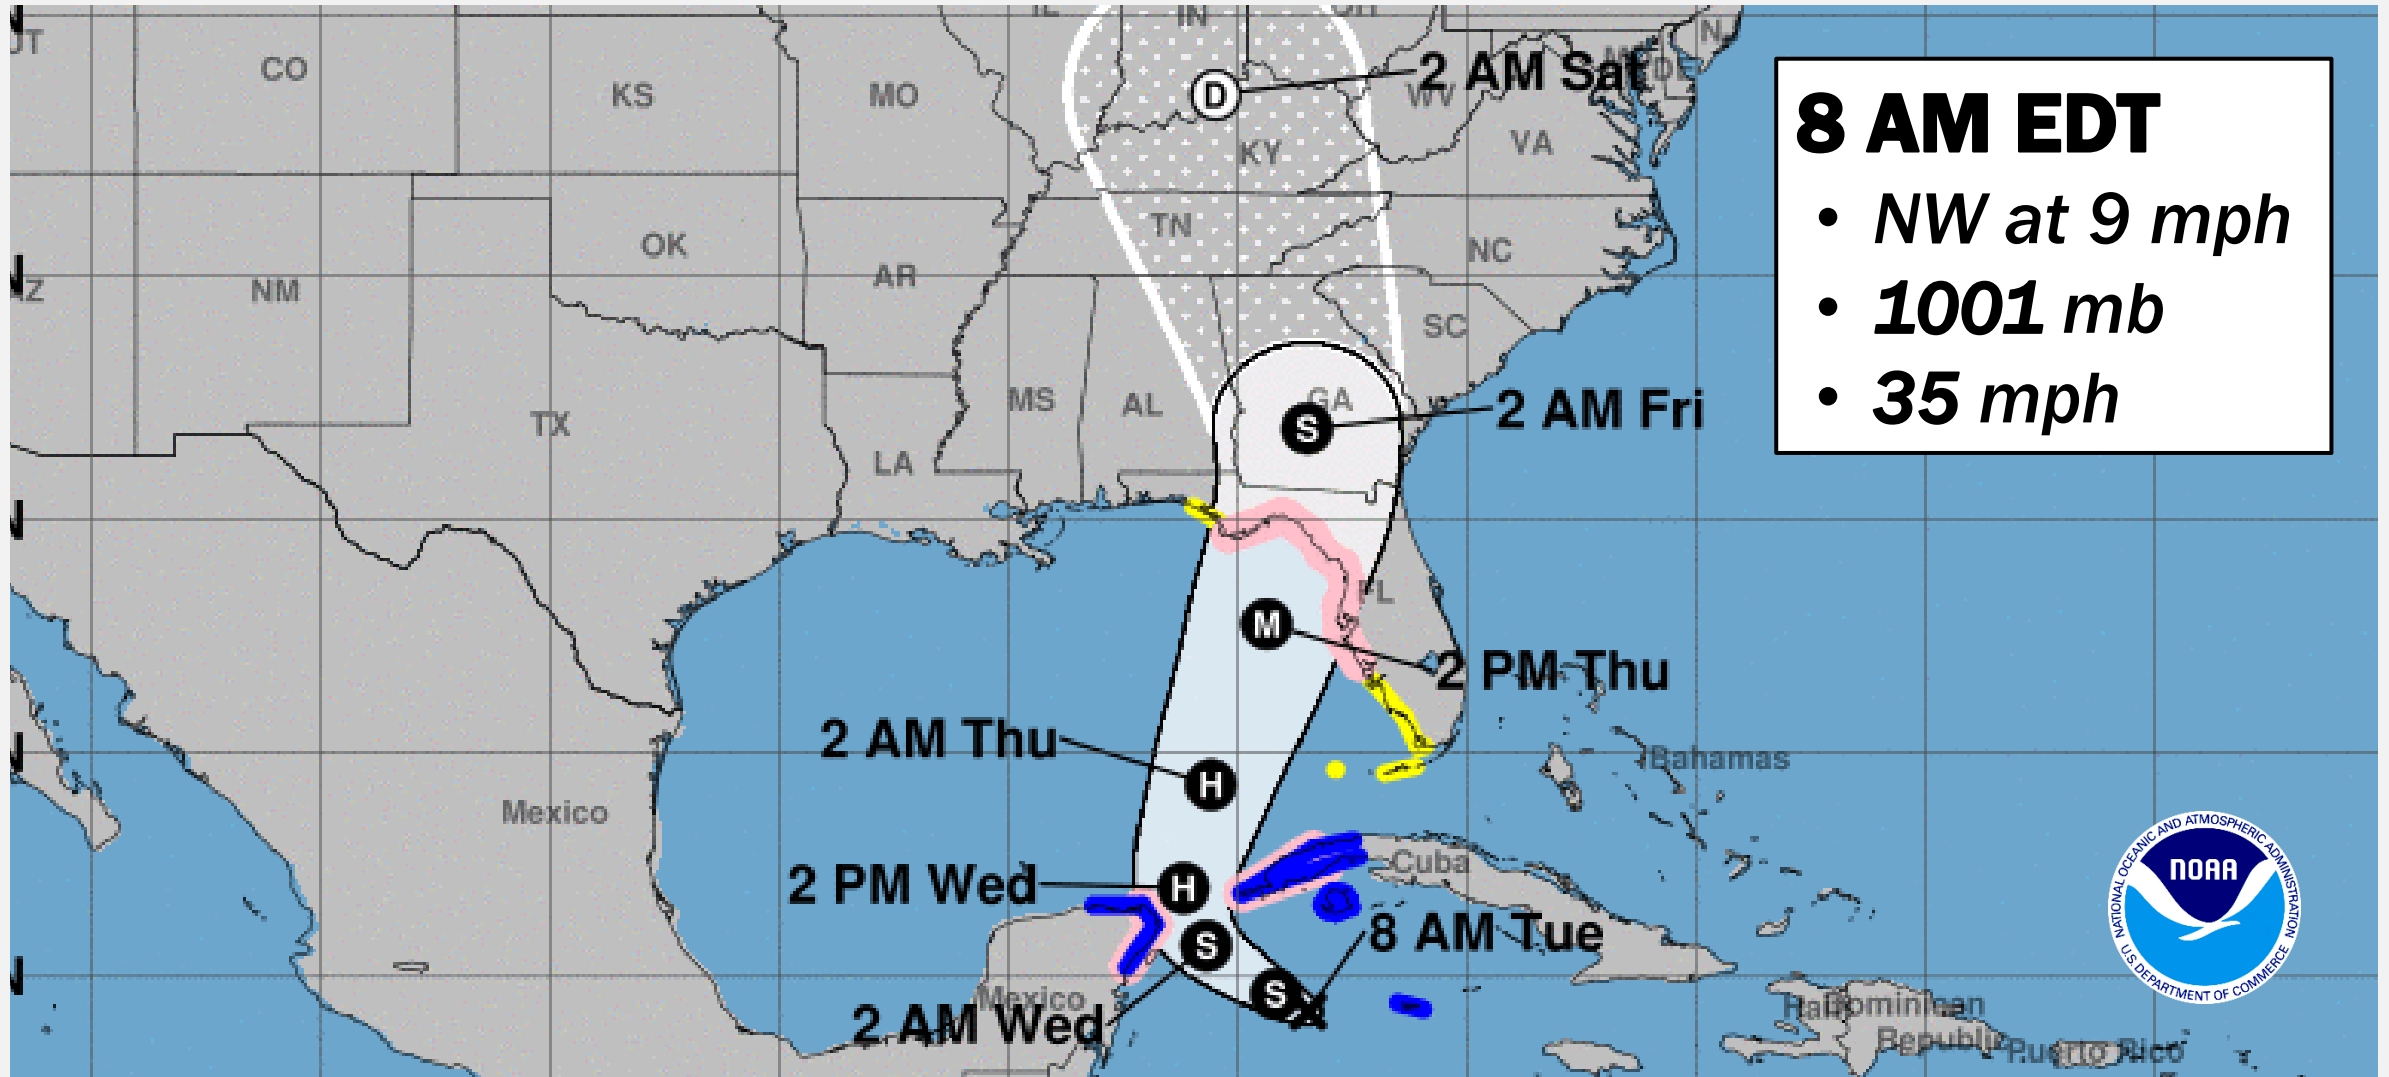 IN
CO
KS
MO
D
2 AM Sat
DE
WV
KY
VA
8 AM EDT
• NW at 9 mph
• 1001 mb
• 35 mph
TN
OK
AR
NC
NM
SC
TX
MS
AL
GA
S
2 AM Fri
LA
FL
M
2 PM Thu
2 AM Thu
H
Bahamas
Mexico
2 PM Wed
H
Cuba
S
8 AM Tue
S
Mexico
2 AM Wed
Dominican
Republic
Puerto Rico
NATIONAL OCEANIC AND ATMOSPHERIC ADMINISTRATION
NOAA
U.S. DEPARTMENT OF COMMERCE